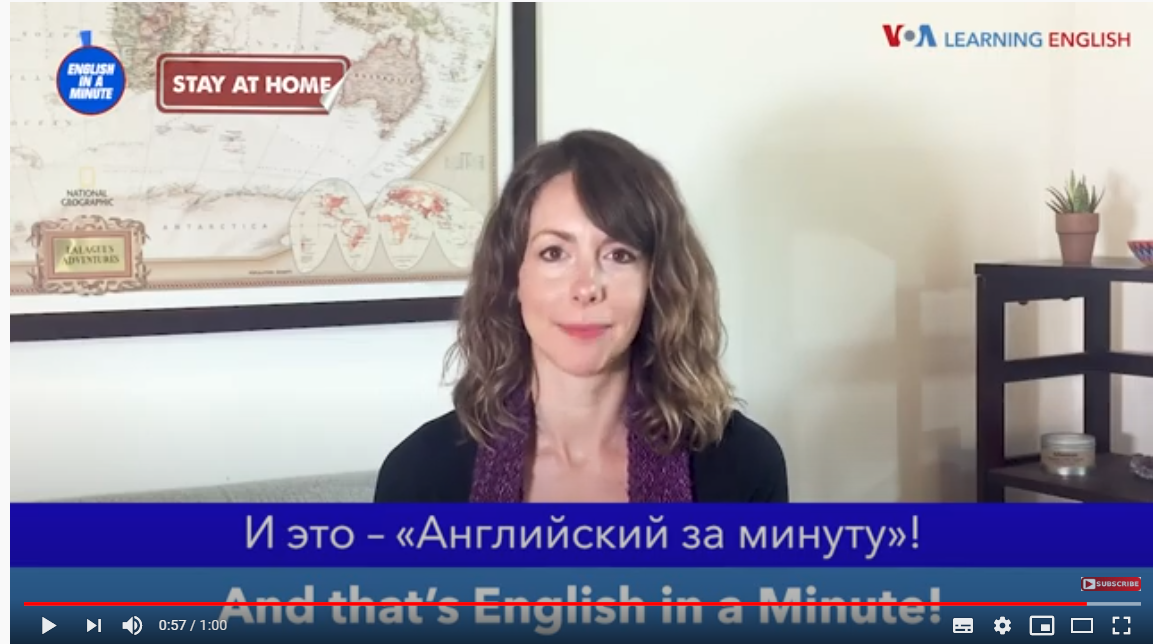 ENGLISH
IN A
MINUTE
STAY AT HOME
VOA LEARNING ENGLISH
NATIONAL
GEOGRAPHIC
ANTARCTICA
ADVENTURES
И это – «Английский за минуту»!
And that's English in a Minute!
SUBSCRIBE
0:57 / 1:00